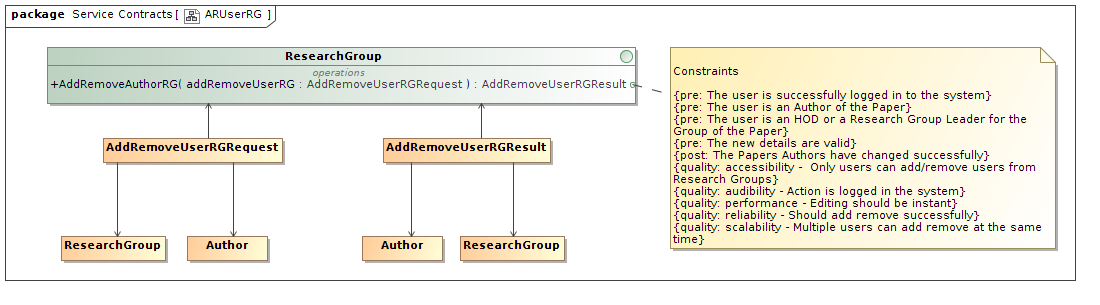 package Service Contracts [ ARUserRG ]
ResearchGroup
operations
+AddRemoveAuthorRG( addRemoveUserRG : AddRemoveUserRGRequest ) : AddRemoveUserRGResult
AddRemoveUserRGRequest
AddRemoveUserRGResult
ResearchGroup
Author
Author
ResearchGroup
Constraints
{pre: The user is successfully logged in to the system}
{pre: The user is an Author of the Paper}
{pre: The user is an HOD or a Research Group Leader for the
Group of the Paper}
{pre: The new details are valid}
{post: The Papers Authors have changed successfully}
{quality: accessibility - Only users can add/remove users from
Research Groups}
{quality: audibility - Action is logged in the system}
{quality: performance - Editing should be instant}
{quality: reliability - Should add remove successfully}
{quality: scalability - Multiple users can add remove at the same
time}